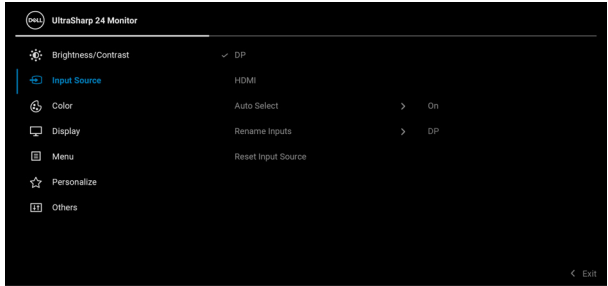 DELL UltraSharp 24 Monitor
Brightness/Contrast DP
Input Source HDMI
Color Auto Select On
Display Rename Inputs DP
Menu Reset Input Source
Personalize
Others
Exit